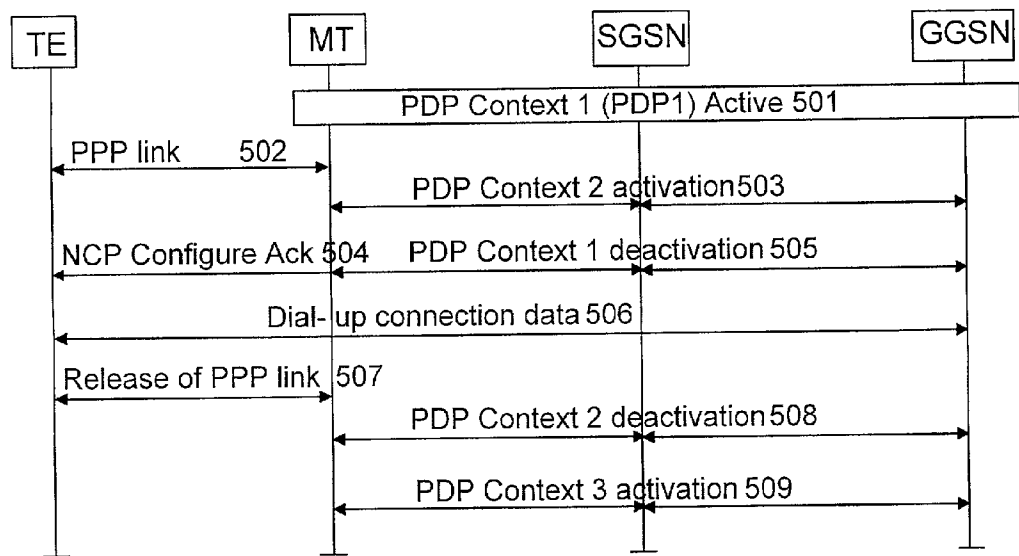 TE MT SGSN GGSN
PDP Context 1 (PDP1) Active 501
PPP link 502
PDP Context 2 activation 503
NCP Configure Ack 504 PDP Context 1 deactivation 505
Dial- up connection data 506
Release of PPP link 507
PDP Context 2 deactivation 508
PDP Context 3 activation 509